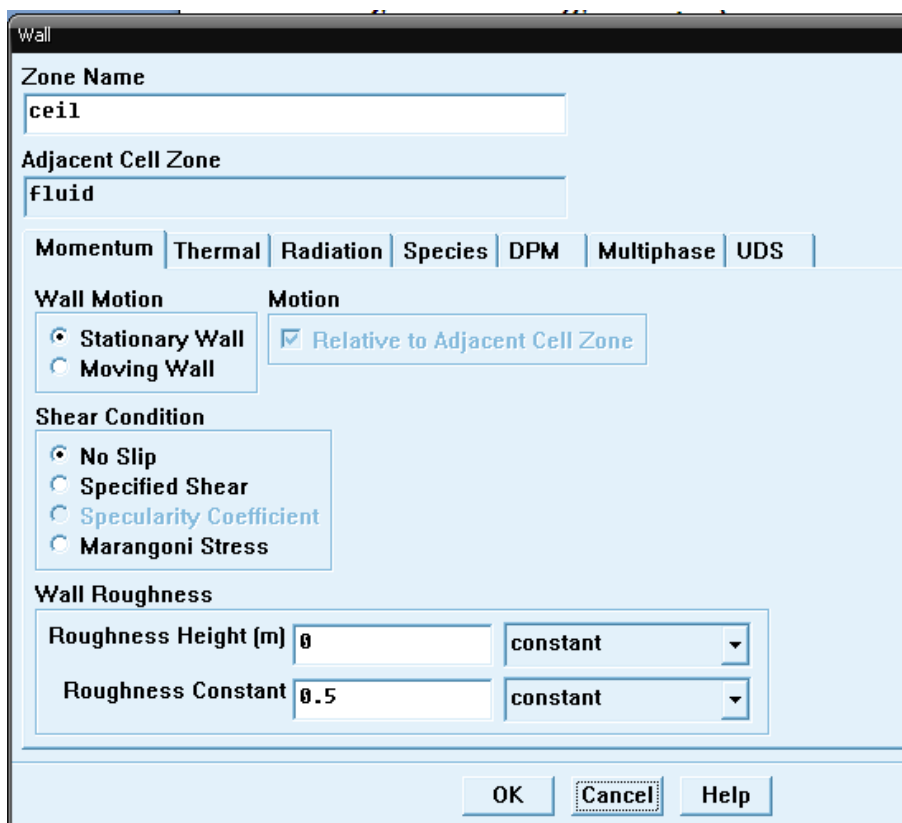 Wall
Zone Name
ceil
Adjacent Cell Zone
fluid
Momentum Thermal Radiation Species DPM Multiphase UDS
Wall Motion Motion
Stationary Wall Relative to Adjacent Cell Zone
Moving Wall
Shear Condition
No Slip
Specified Shear
Specularity Coefficient
Marangoni Stress
Wall Roughness
Roughness Height (m) 0 constant
Roughness Constant 0.5 constant
OK Cancel Help